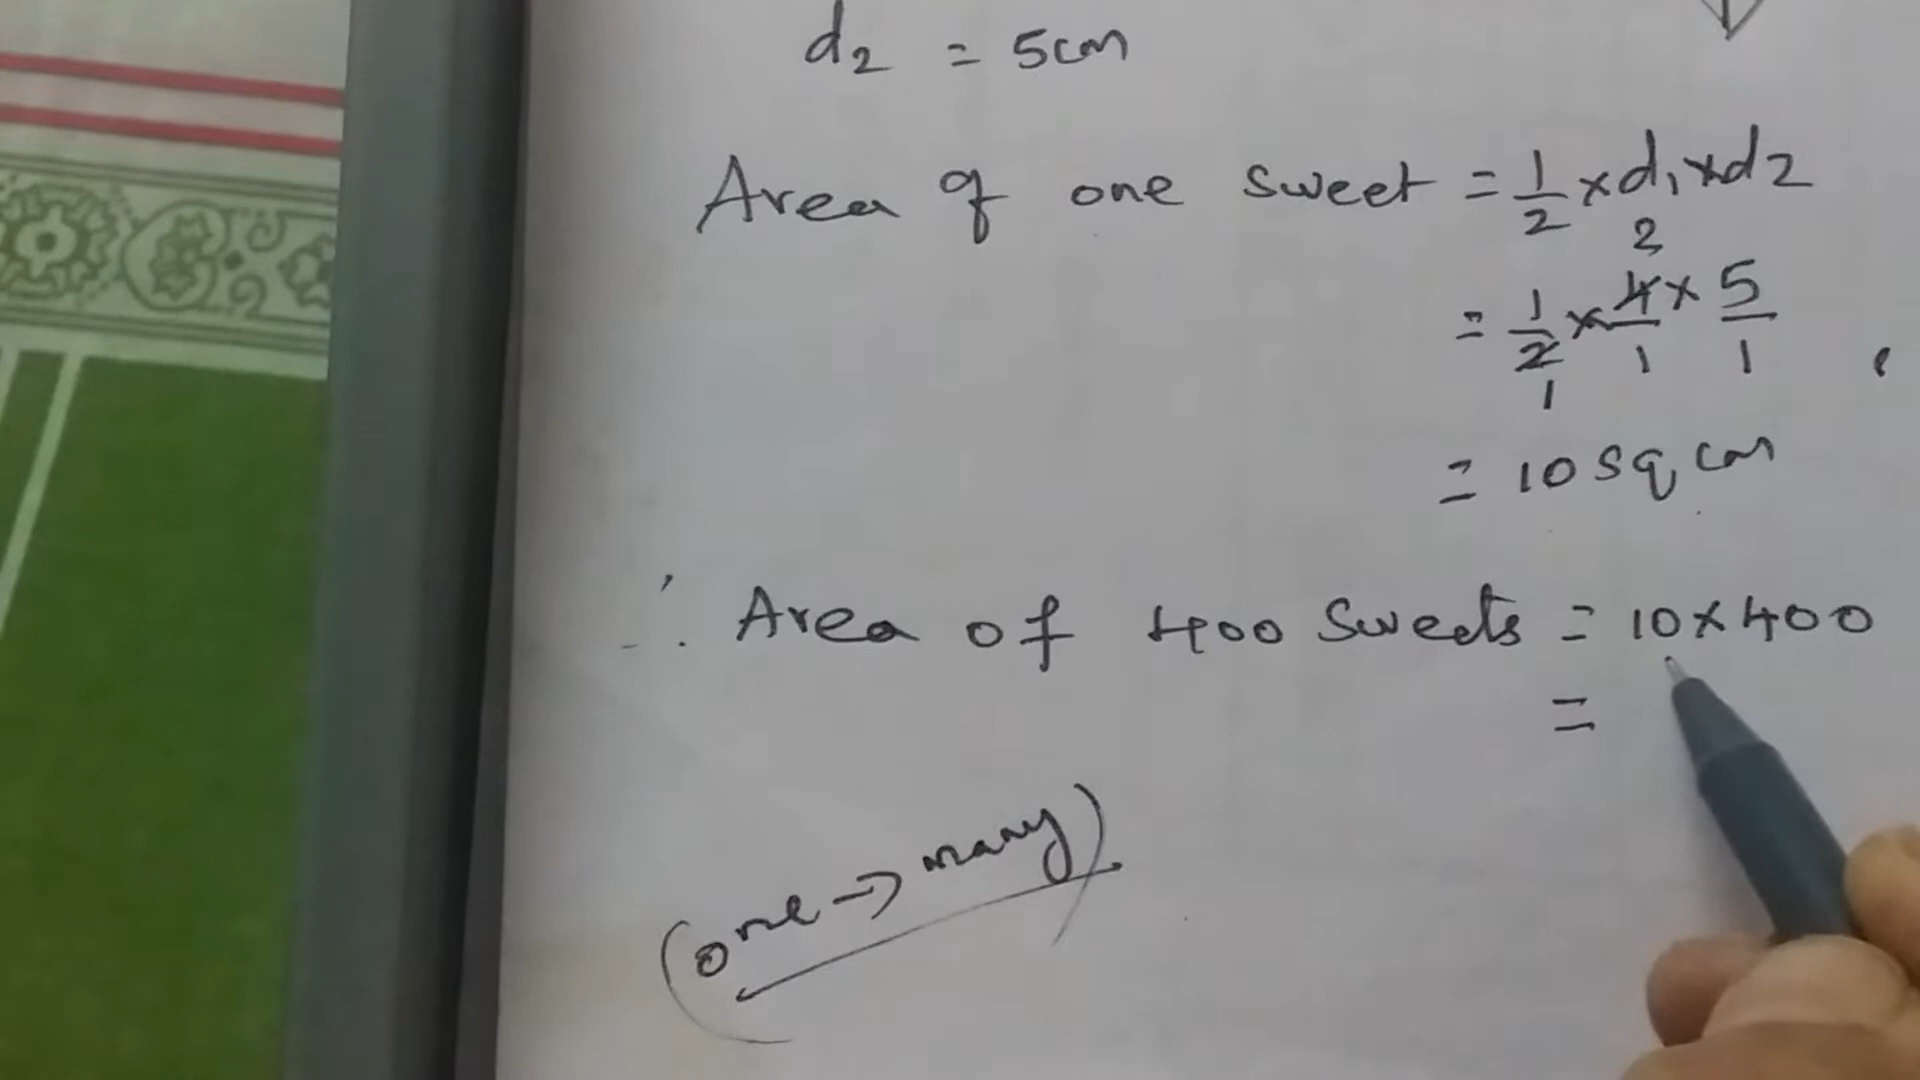 d₂ = 5cm
Area of one sweet = 1/2 × d₁ × d2
2
= 1/2 × 4/1 × 5/1
1
= 10 sq cm
∴ Area of 400 Sweets = 10 × 400
=
(one → many)